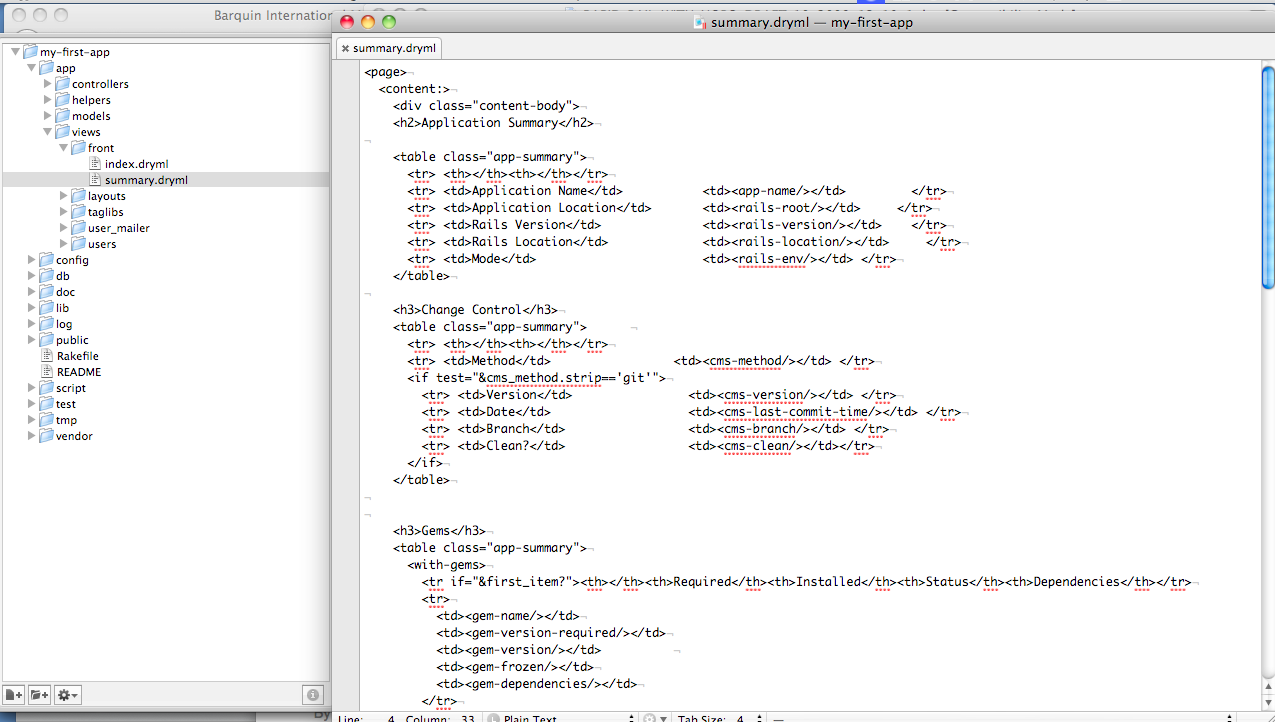 Barquin Internation
summary.dryml — my-first-app
summary.dryml
my-first-app
app
controllers
helpers
models
views
front
index.dryml
summary.dryml
layouts
taglibs
user_mailer
users
config
db
doc
lib
log
public
Rakefile
README
script
test
tmp
vendor
<page>¬
<content:>¬
<div class="content-body">¬
<h2>Application Summary</h2>¬
¬
<table class="app-summary">¬
<tr> <th></th><th></th></tr>¬
<tr> <td>Application Name</td> <td><app-name/></td> </tr>¬
<tr> <td>Application Location</td> <td><rails-root/></td> </tr>¬
<tr> <td>Rails Version</td> <td><rails-version/></td> </tr>¬
<tr> <td>Rails Location</td> <td><rails-location/></td> </tr>¬
<tr> <td>Mode</td> <td><rails-env/></td> </tr>¬
</table>¬
¬
<h3>Change Control</h3>¬
<table class="app-summary"> ¬
<tr> <th></th><th></th></tr>¬
<tr> <td>Method</td> <td><cms-method/></td> </tr>¬
<if test="&cms_method.strip=='git'">¬
<tr> <td>Version</td> <td><cms-version/></td> </tr>¬
<tr> <td>Date</td> <td><cms-last-commit-time/></td> </tr>¬
<tr> <td>Branch</td> <td><cms-branch/></td> </tr>¬
<tr> <td>Clean?</td> <td><cms-clean/></td></tr>¬
</if>¬
</table>¬
¬
¬
<h3>Gems</h3>¬
<table class="app-summary">¬
<with-gems>¬
<tr if="&first_item?"><th></th><th>Required</th><th>Installed</th><th>Status</th><th>Dependencies</th></tr>¬
<tr>¬
<td><gem-name/></td>¬
<td><gem-version-required/></td>¬
<td><gem-version/></td> ¬
<td><gem-frozen/></td>¬
<td><gem-dependencies/></td>¬
</tr>¬
Line: 4 Column: 33 Plain Text Tab Size: 4 —
By